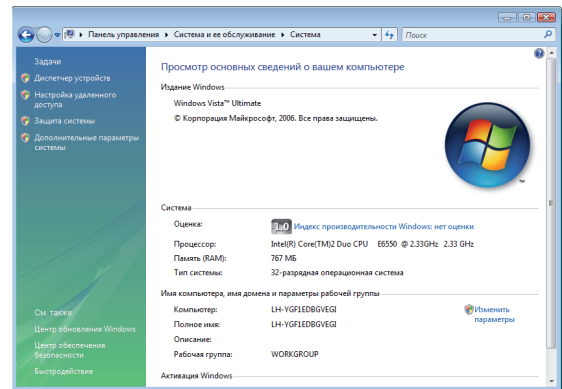 Панель управления ▸ Система и ее обслуживание ▸ Система
Поиск
Задачи
Диспетчер устройств
Настройка удаленного
доступа
Защита системы
Дополнительные параметры
системы
См. также
Центр обновления Windows
Центр обеспечения
безопасности
Быстродействие
Просмотр основных сведений о вашем компьютере
Издание Windows
Windows Vista™ Ultimate
© Корпорация Майкрософт, 2006. Все права защищены.
Система
Оценка: 1,0 Индекс производительности Windows: нет оценки
Процессор: Intel(R) Core(TM)2 Duo CPU E6550 @ 2.33GHz 2.33 GHz
Память (RAM): 767 МБ
Тип системы: 32-разрядная операционная система
Имя компьютера, имя домена и параметры рабочей группы
Компьютер: LH-YGF1EDBGVEGI Изменить
параметры
Полное имя: LH-YGF1EDBGVEGI
Описание:
Рабочая группа: WORKGROUP
Активация Windows